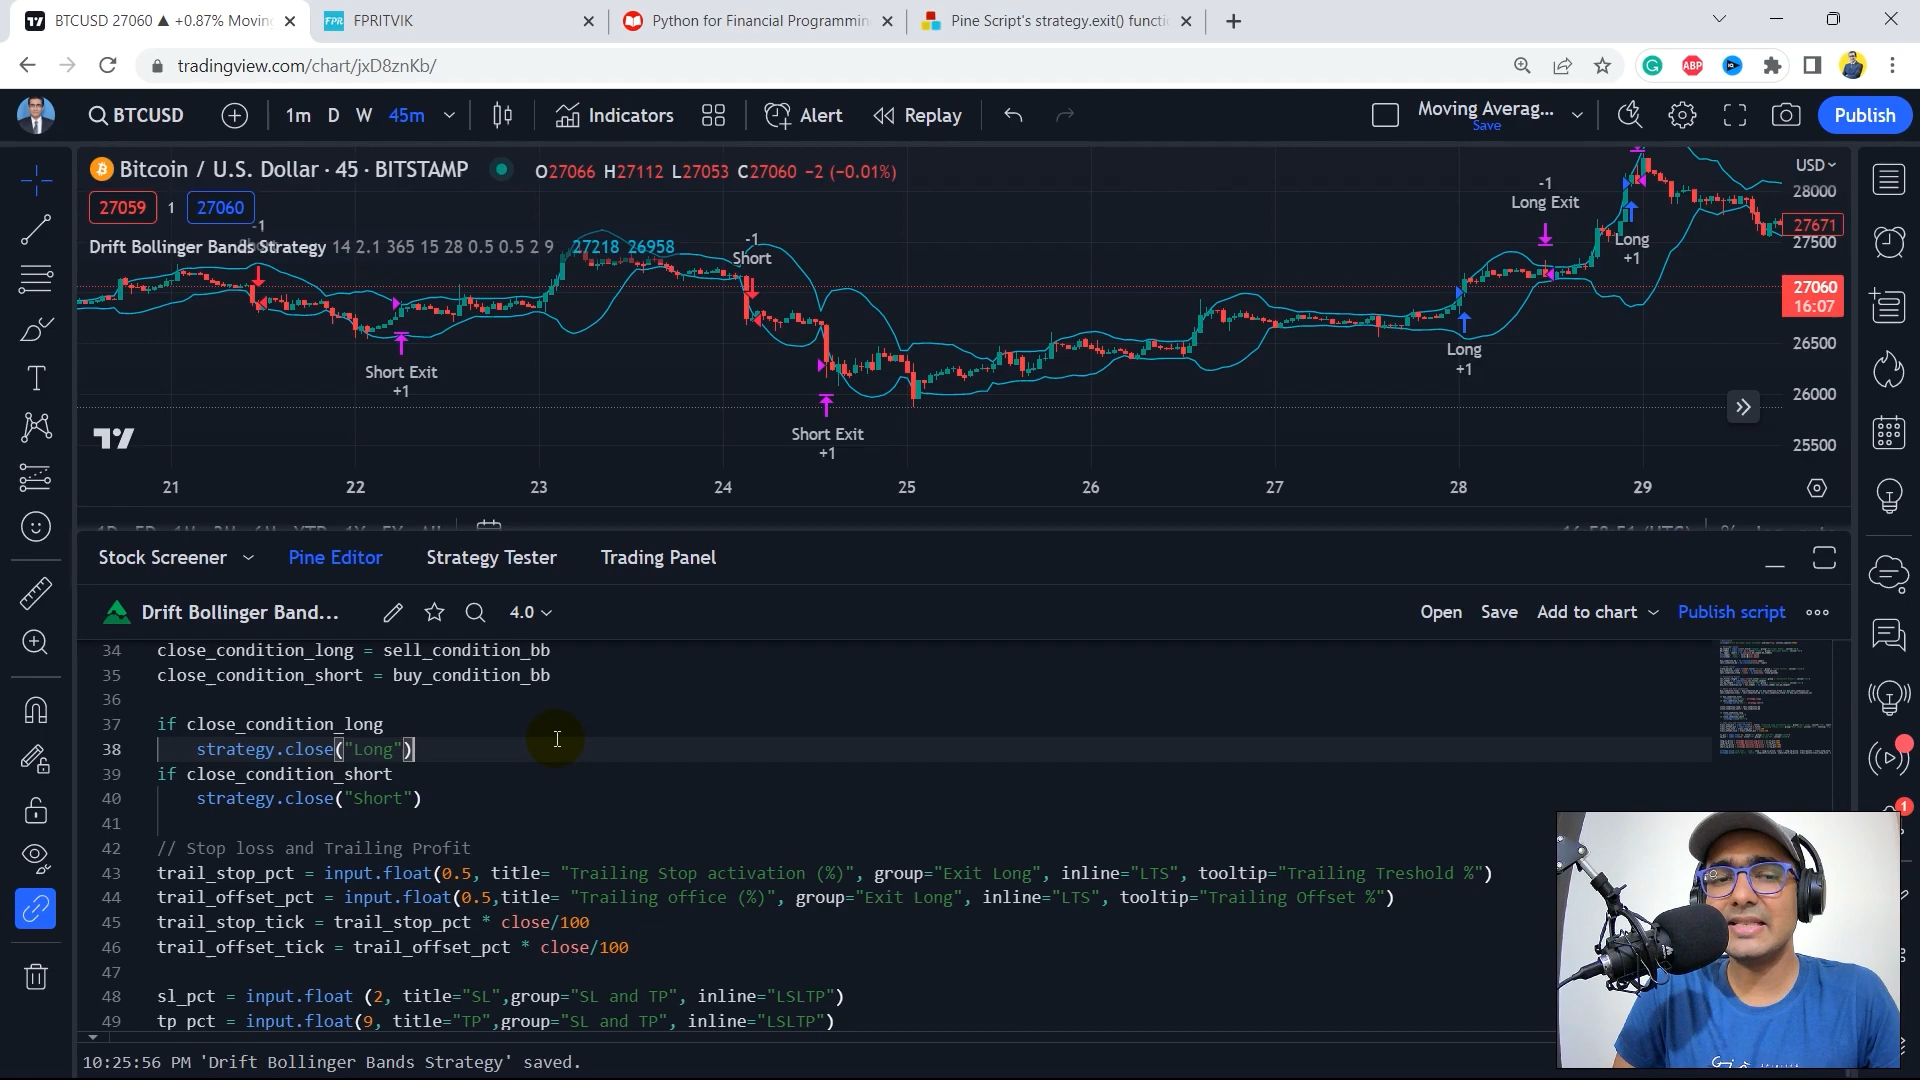 BTCUSD 27060 ▲ +0.87% Movin
FPR FPRITVIK
Python for Financial Programmin
Pine Script's strategy.exit() functi
tradingview.com/chart/jxD8znKb/
ABP
BTCUSD
1m D W 45m
Indicators
Alert
Replay
Moving Averag...
Save
Publish
Bitcoin / U.S. Dollar · 45 · BITSTAMP
O27066 H27112 L27053 C27060 −2 (−0.01%)
27059 1 27060
Drift Bollinger Bands Strategy 14 2.1 365 15 28 0.5 0.5 2 9 27218 26958
-1
-1
Short
Short Exit
+1
Short Exit
+1
Long
+1
-1
Long Exit
Long
+1
USD
28000
27671
27500
27060
16:07
26500
26000
25500
21 22 23 24 25 26 27 28 29
Stock Screener
Pine Editor
Strategy Tester
Trading Panel
Drift Bollinger Band...
4.0
Open
Save
Add to chart
Publish script
34 close_condition_long = sell_condition_bb
35 close_condition_short = buy_condition_bb
36
37 if close_condition_long
38 strategy.close("Long")
39 if close_condition_short
40 strategy.close("Short")
41
42 // Stop loss and Trailing Profit
43 trail_stop_pct = input.float(0.5, title= "Trailing Stop activation (%)", group="Exit Long", inline="LTS", tooltip="Trailing Treshold %")
44 trail_offset_pct = input.float(0.5,title= "Trailing office (%)", group="Exit Long", inline="LTS", tooltip="Trailing Offset %")
45 trail_stop_tick = trail_stop_pct * close/100
46 trail_offset_tick = trail_offset_pct * close/100
47
48 sl_pct = input.float (2, title="SL",group="SL and TP", inline="LSLTP")
49 tp_pct = input.float(9, title="TP",group="SL and TP", inline="LSLTP")
10:25:56 PM 'Drift Bollinger Bands Strategy' saved.
1